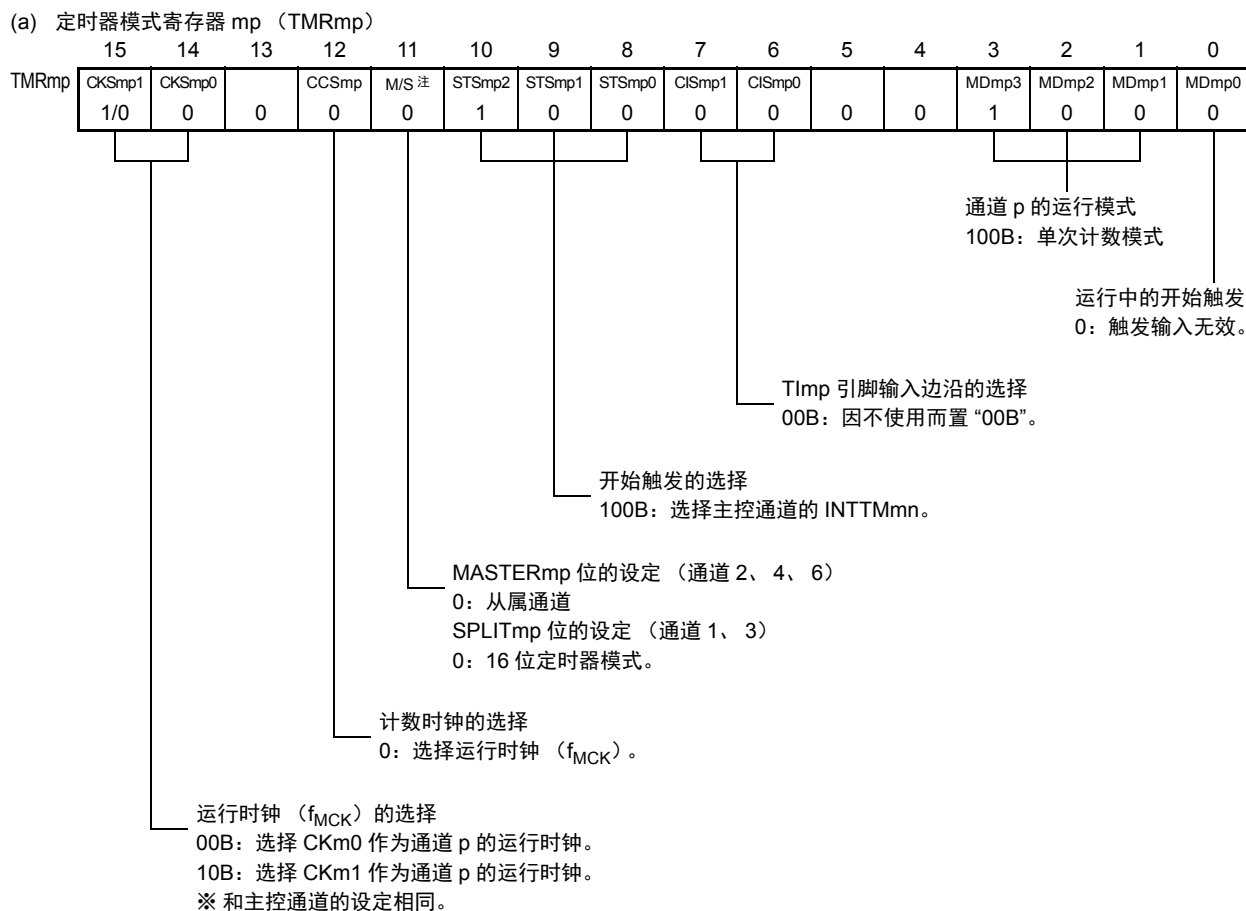 (a) 定时器模式寄存器 mp （TMRmp）
15 14 13 12 11 10 9 8 7 6 5 4 3 2 1 0
TMRmp CKSmp1 CKSmp0 CCSmp M/S 注 STSmp2 STSmp1 STSmp0 CISmp1 CISmp0 MDmp3 MDmp2 MDmp1 MDmp0
1/0 0 0 0 0 1 0 0 0 0 0 0 1 0 0 0
通道 p 的运行模式
100B：单次计数模式
运行中的开始触发
0：触发输入无效。
TImp 引脚输入边沿的选择
00B：因不使用而置 “00B”。
开始触发的选择
100B：选择主控通道的 INTTMmn。
MASTERmp 位的设定 （通道 2、 4、 6）
0：从属通道
SPLITmp 位的设定 （通道 1、 3）
0：16 位定时器模式。
计数时钟的选择
0：选择运行时钟 （fMCK）。
运行时钟 （fMCK）的选择
00B：选择 CKm0 作为通道 p 的运行时钟。
10B：选择 CKm1 作为通道 p 的运行时钟。
※ 和主控通道的设定相同。